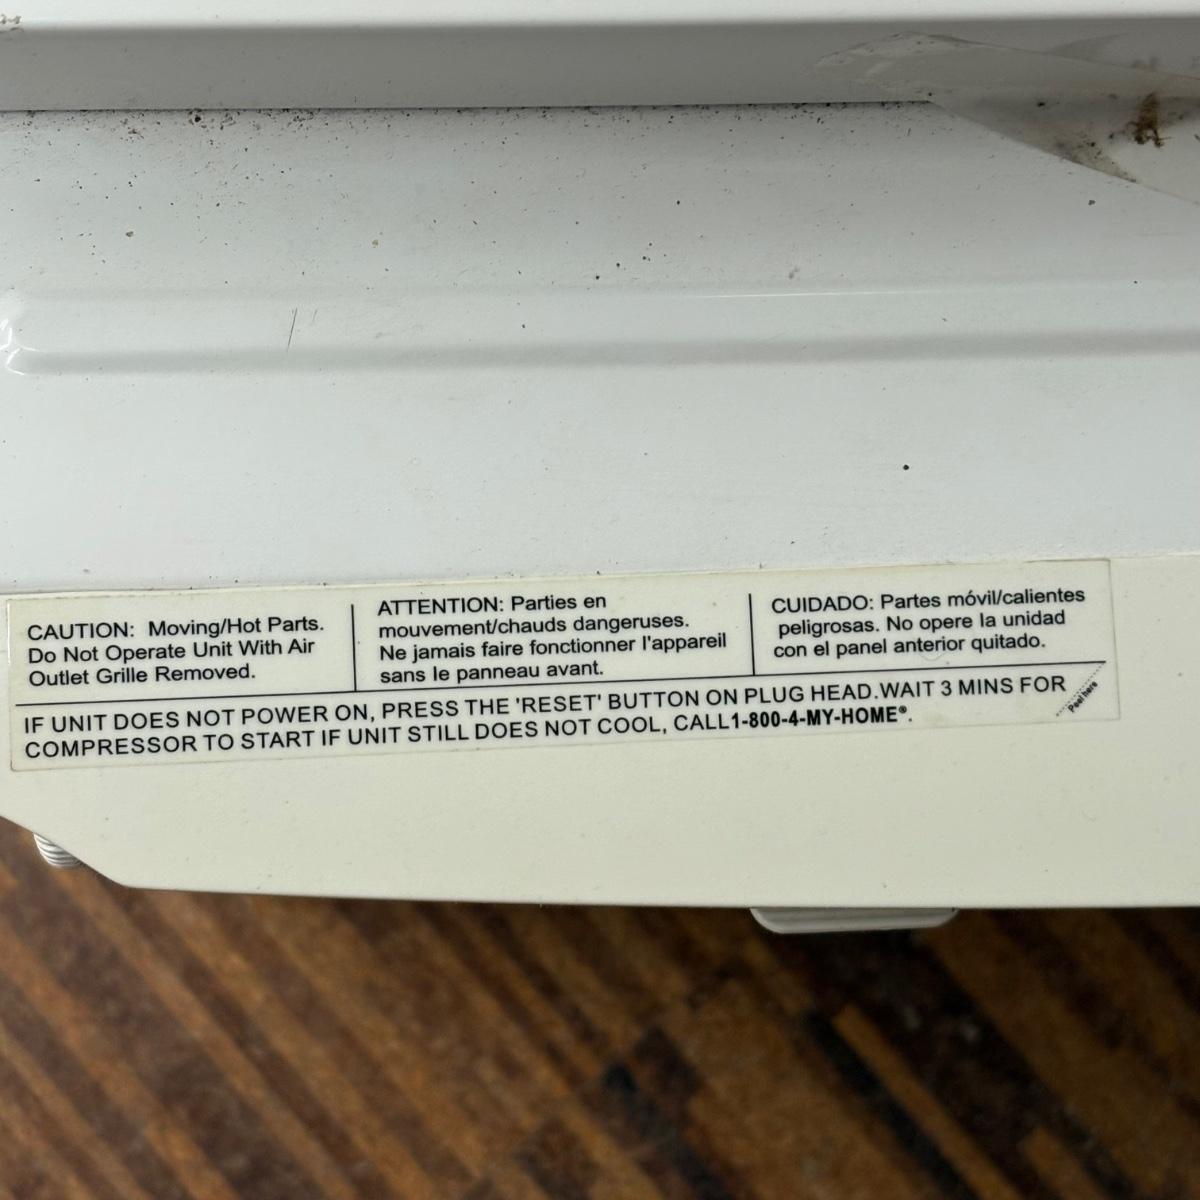 CAUTION: Moving/Hot Parts.
Do Not Operate Unit With Air
Outlet Grille Removed.
ATTENTION: Parties en
mouvement/chauds dangeruses.
Ne jamais faire fonctionner l'appareil
sans le panneau avant.
CUIDADO: Partes móvil/calientes
peligrosas. No opere la unidad
con el panel anterior quitado.
IF UNIT DOES NOT POWER ON, PRESS THE 'RESET' BUTTON ON PLUG HEAD.WAIT 3 MINS FOR
COMPRESSOR TO START IF UNIT STILL DOES NOT COOL, CALL1-800-4-MY-HOME®.
Peel here